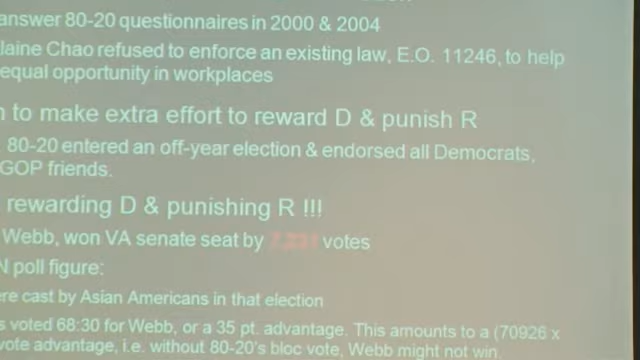 answer 80-20 questionnaires in 2000 & 2004
laine Chao refused to enforce an existing law, E.O. 11246, to help
equal opportunity in workplaces
n to make extra effort to reward D & punish R
80-20 entered an off-year election & endorsed all Democrats,
GOP friends.
rewarding D & punishing R !!!
Webb, won VA senate seat by votes
N poll figure:
re cast by Asian Americans in that election
s voted 68:30 for Webb, or a 35 pt. advantage. This amounts to a (70926 x
vote advantage, i.e. without 80-20's bloc vote, Webb might not win.